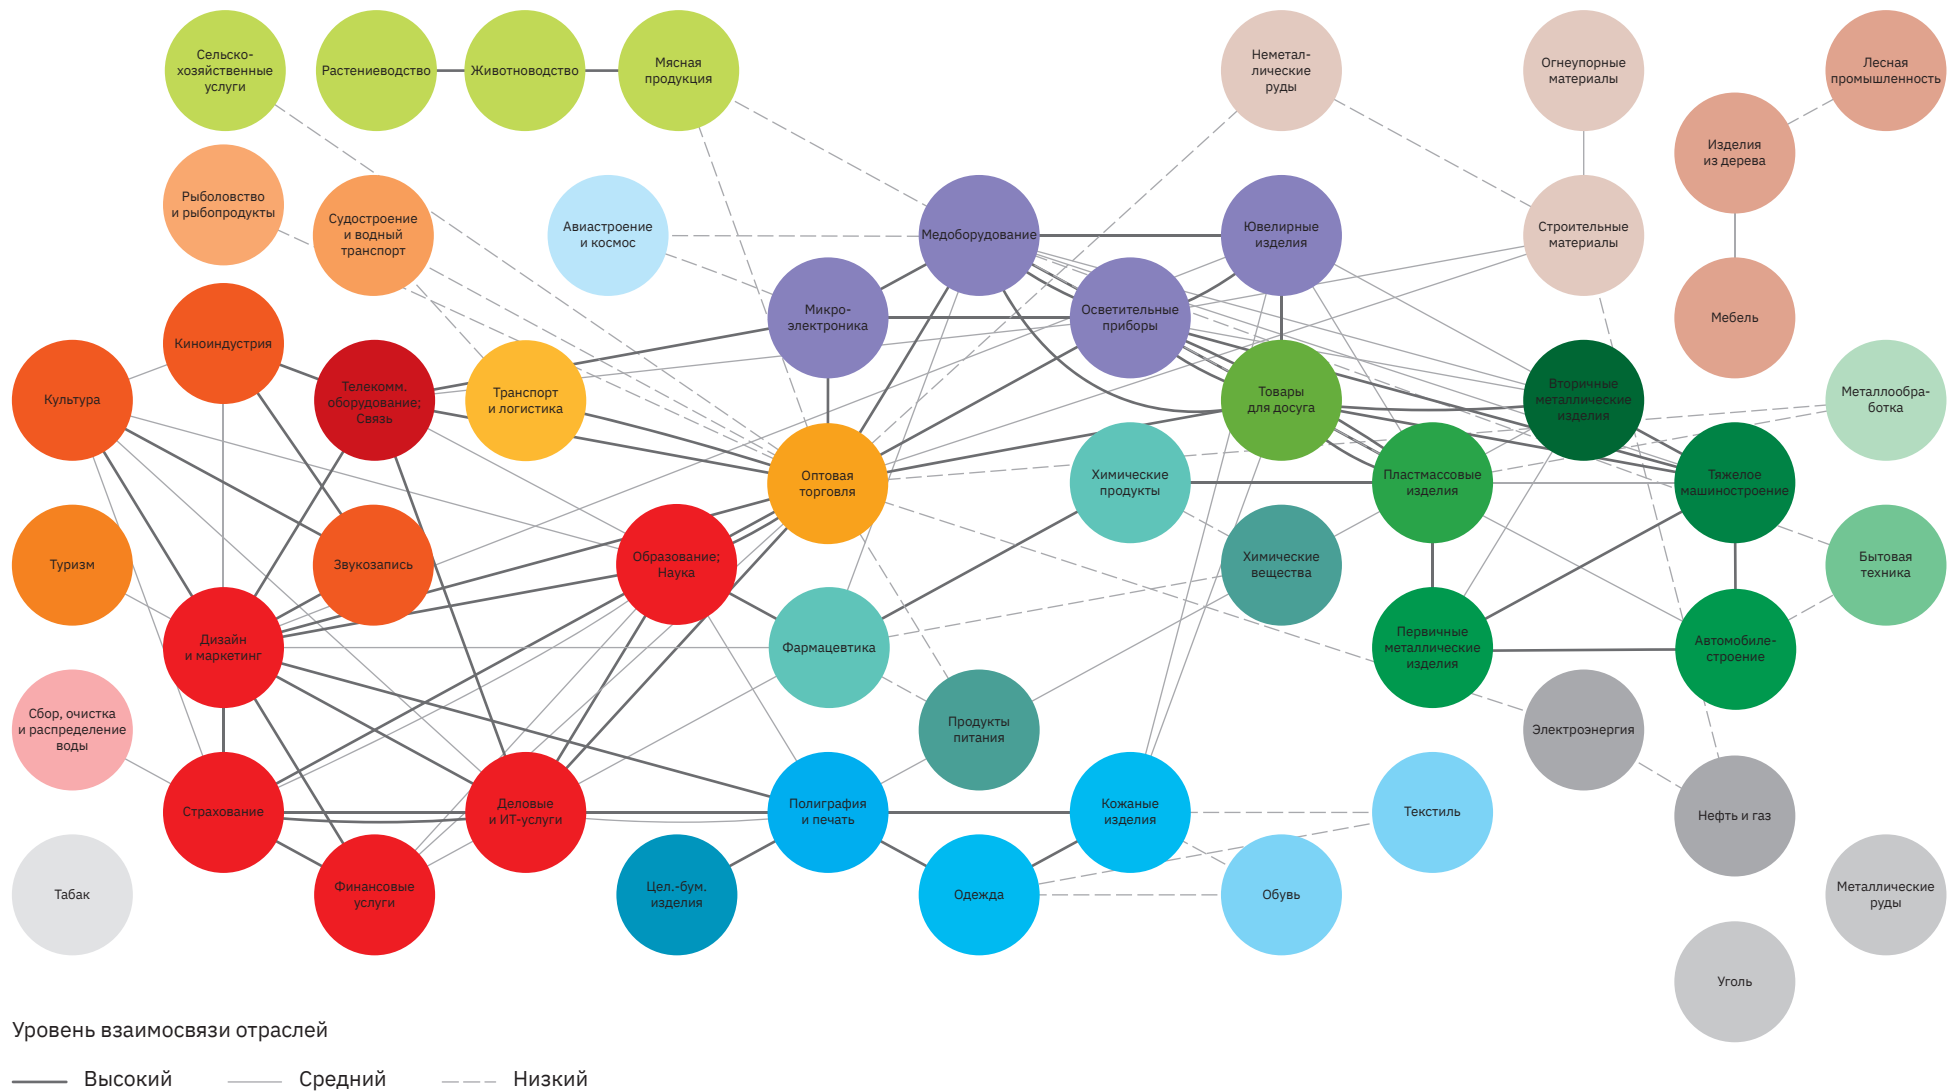 Сельско-
хозяйственные
услуги
Растениеводство
Животноводство
Мясная
продукция
Неметал-
лические
руды
Огнеупорные
материалы
Лесная
промышленность
Изделия
из дерева
Рыболовство
и рыбопродукты
Судостроение
и водный
транспорт
Авиастроение
и космос
Медоборудование
Ювелирные
изделия
Строительные
материалы
Микро-
электроника
Осветительные
приборы
Мебель
Киноиндустрия
Культура
Телекомм.
оборудование;
Связь
Транспорт
и логистика
Товары
для досуга
Вторичные
металлические
изделия
Металлообра-
ботка
Оптовая
торговля
Химические
продукты
Пластмассовые
изделия
Тяжелое
машиностроение
Туризм
Звукозапись
Образование;
Наука
Химические
вещества
Бытовая
техника
Дизайн
и маркетинг
Фармацевтика
Первичные
металлические
изделия
Автомобиле-
строение
Сбор, очистка
и распределение
воды
Продукты
питания
Электроэнергия
Страхование
Деловые
и ИТ-услуги
Полиграфия
и печать
Кожаные
изделия
Текстиль
Нефть и газ
Табак
Финансовые
услуги
Цел.-бум.
изделия
Одежда
Обувь
Металлические
руды
Уголь
Уровень взаимосвязи отраслей
Высокий
Средний
Низкий